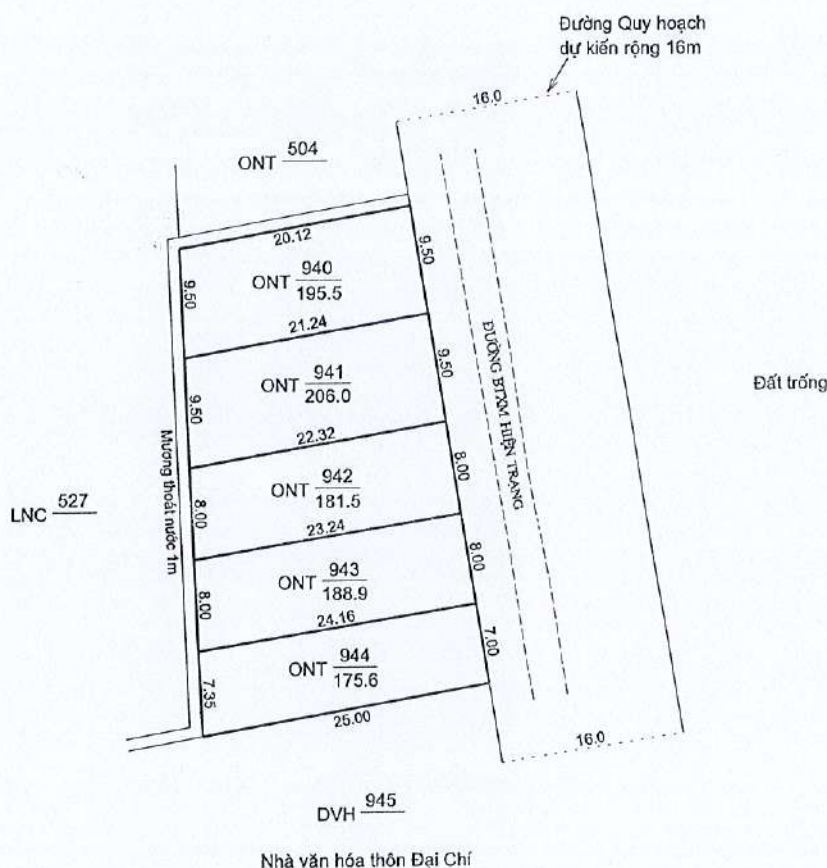 Đường Quy hoạch
dự kiến rộng 16m
16.0
ONT 504
20.12
9.50
9.50
ONT 940
195.5
21.24
ONT 941
206.0
9.50
9.50
22.32
ONT 942
181.5
8.00
8.00
23.24
ONT 943
188.9
8.00
8.00
24.16
ONT 944
175.6
7.00
7.35
25.00
Mương thoát nước 1m
ĐƯỜNG BTXM HIỆN TRẠNG
Đất trống
LNC 527
16.0
DVH 945
Nhà văn hóa thôn Đại Chí